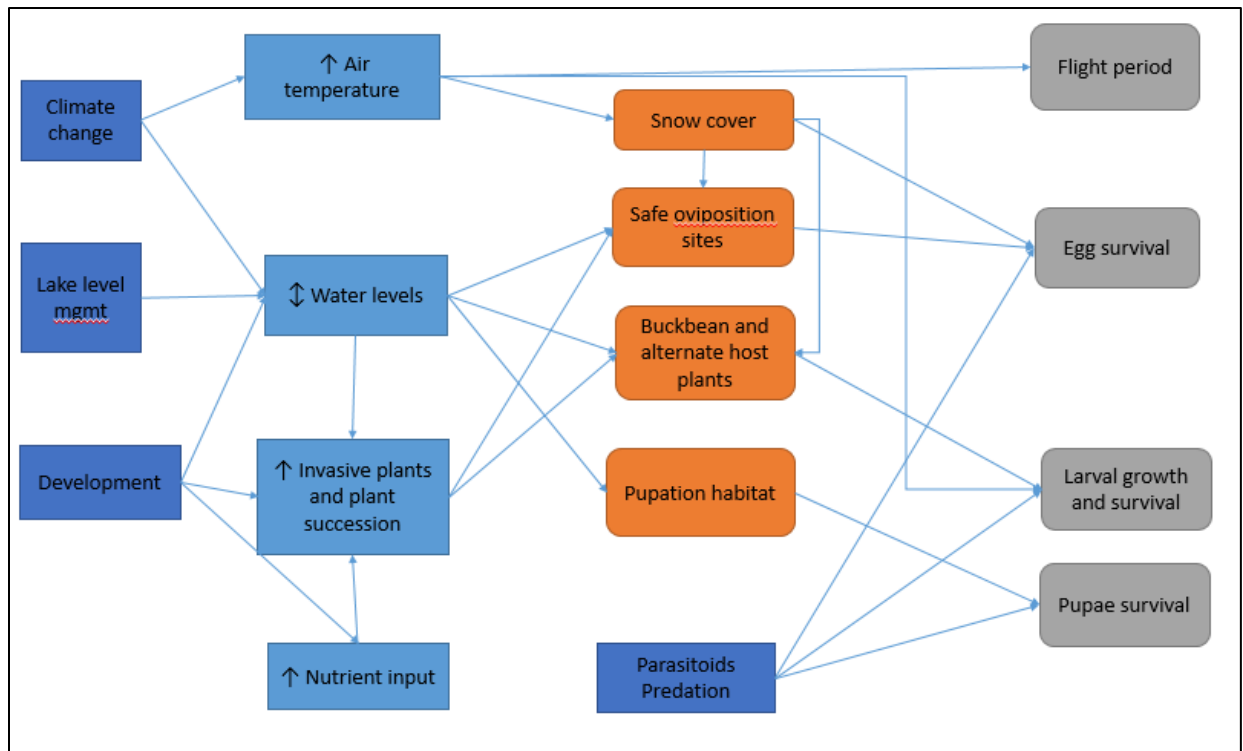 Climate
change
Lake level
mgmt
Development
↑ Air
temperature
↕ Water levels
↑ Invasive plants
and plant
succession
↑ Nutrient input
Snow cover
Safe oviposition
sites
Buckbean and
alternate host
plants
Pupation habitat
Parasitoids
Predation
Flight period
Egg survival
Larval growth
and survival
Pupae survival